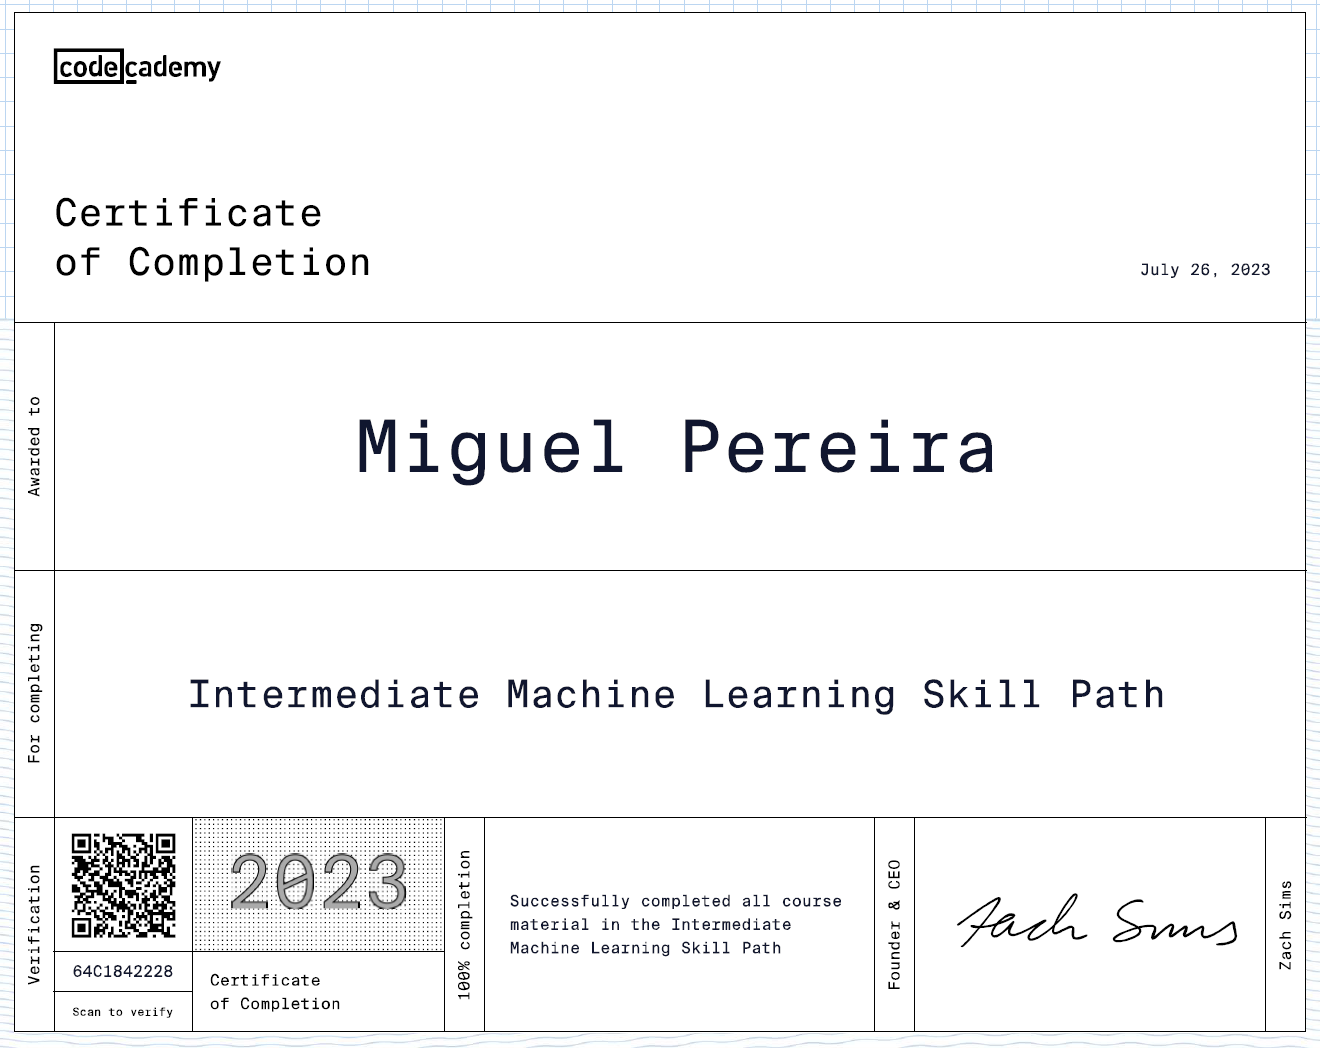 codecademy
Certificate
of Completion
July 26, 2023
Awarded to
Miguel Pereira
For completing
Intermediate Machine Learning Skill Path
Verification
64C1842228
Scan to verify
2023
Certificate
of Completion
100% completion
Successfully completed all course
material in the Intermediate
Machine Learning Skill Path
Founder & CEO
Zach Sims
Zach Sims